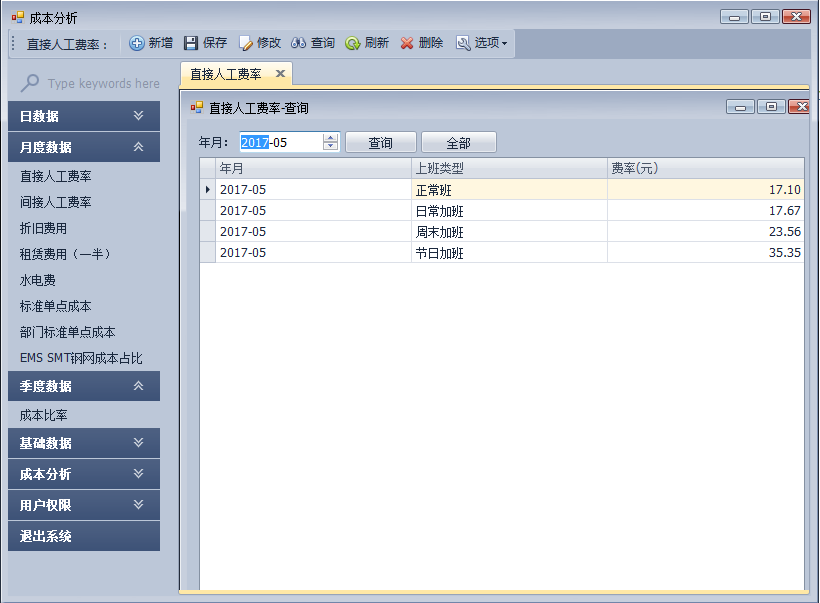 成本分析
直接人工费率： 新增 保存 修改 查询 刷新 删除 选项
Type keywords here
日数据
月度数据
直接人工费率
间接人工费率
折旧费用
租赁费用（一半）
水电费
标准单点成本
部门标准单点成本
EMS SMT钢网成本占比
季度数据
成本比率
基础数据
成本分析
用户权限
退出系统
直接人工费率
直接人工费率-查询
年月： 2017-05 查询 全部
年月 上班类型 费率(元)
2017-05 正常班 17.10
2017-05 日常加班 17.67
2017-05 周末加班 23.56
2017-05 节日加班 35.35